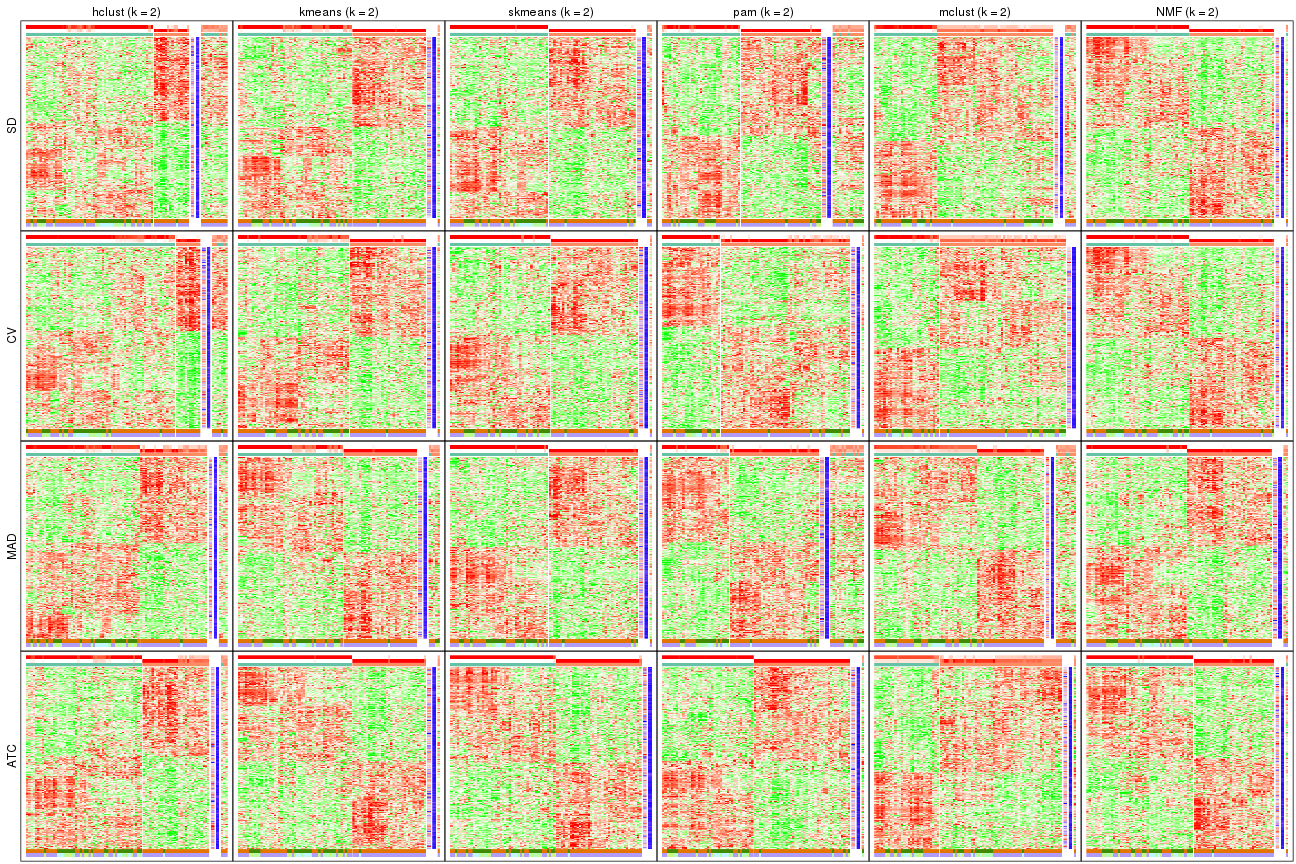 hclust (k = 2) kmeans (k = 2) skmeans (k = 2) pam (k = 2) mclust (k = 2) NMF (k = 2)
SD
CV
MAD
ATC